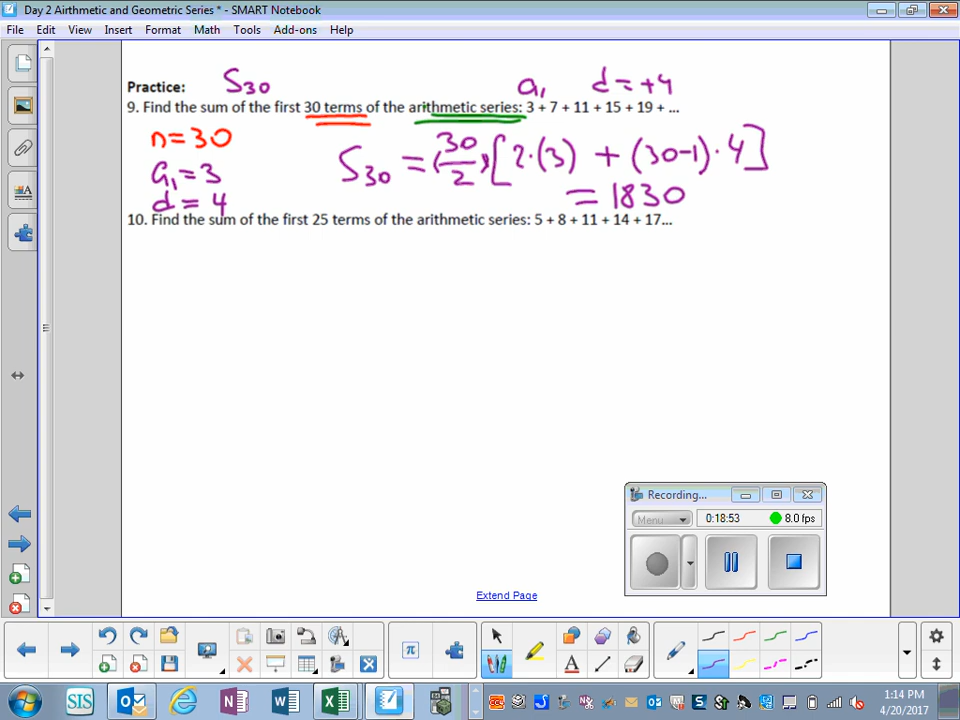 Day 2 Airthmetic and Geometric Series * - SMART Notebook
File Edit View Insert Format Math Tools Add-ons Help
Practice: S30
a1 d = +4
9. Find the sum of the first 30 terms of the arithmetic series: 3 + 7 + 11 + 15 + 19 + ...
n = 30
S30 = (30/2)[2·(3) + (30-1)·4]
a1 = 3
= 1830
d = 4
10. Find the sum of the first 25 terms of the arithmetic series: 5 + 8 + 11 + 14 + 17...
Recording...
Menu 0:18:53 8.0 fps
Extend Page
π
A
SIS
1:14 PM
4/20/2017